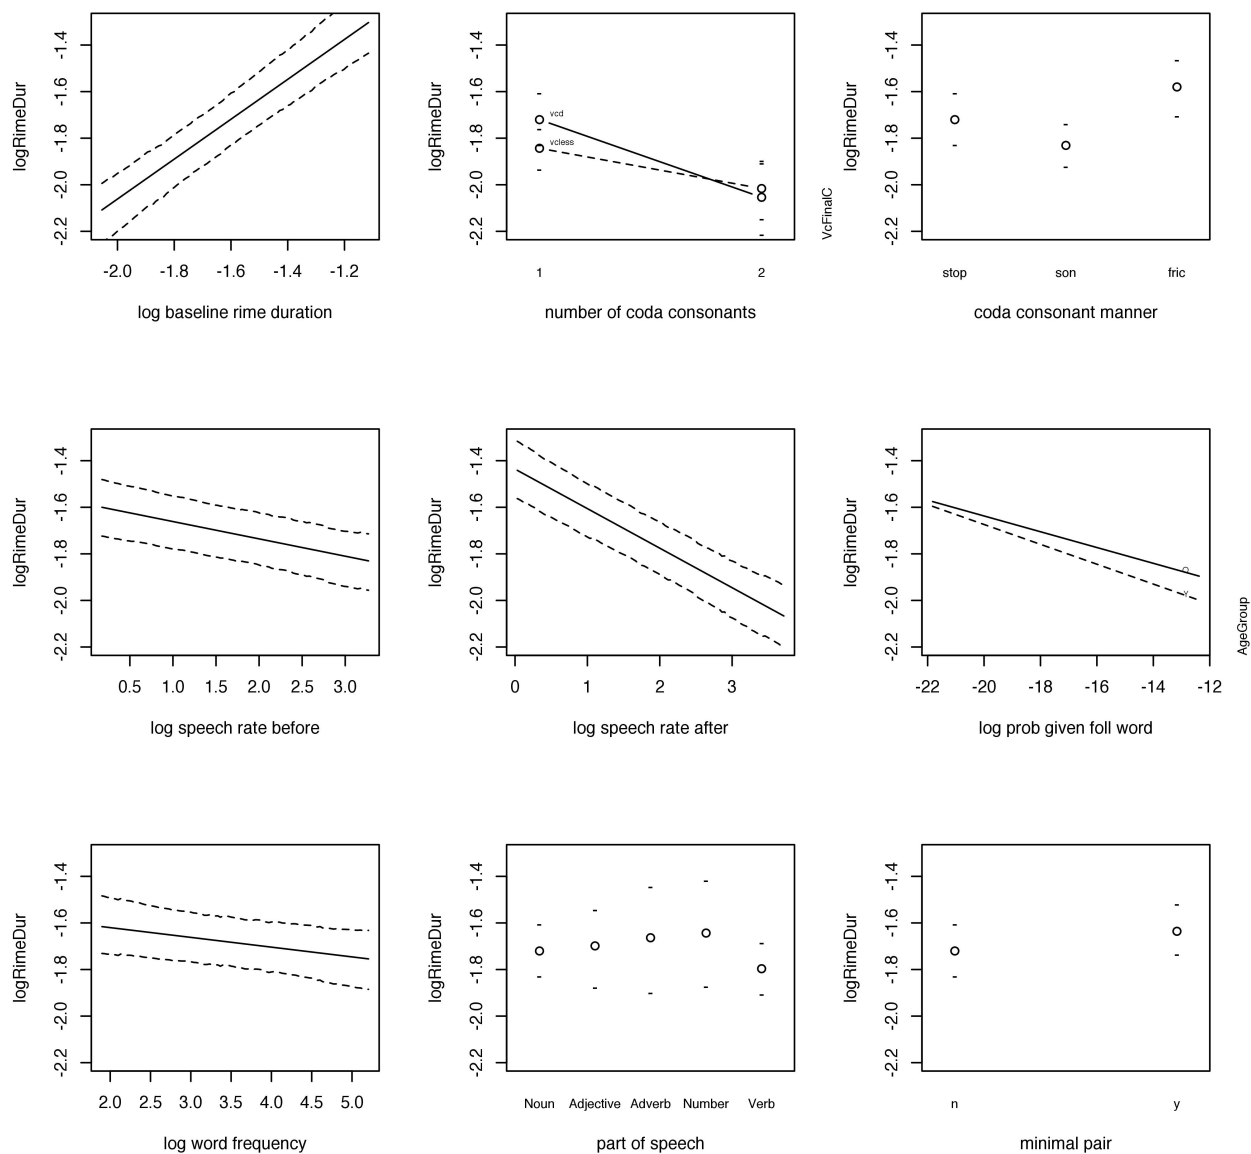 logRimeDur
-1.4
-1.6
-1.8
-2.0
-2.2
-2.0 -1.8 -1.6 -1.4 -1.2
log baseline rime duration
logRimeDur
-1.4
-1.6
-1.8
-2.0
-2.2
vcd
vcless
1 2
number of coda consonants
VcFinalC
logRimeDur
-1.4
-1.6
-1.8
-2.0
-2.2
stop son fric
coda consonant manner
logRimeDur
-1.4
-1.6
-1.8
-2.0
-2.2
0.5 1.0 1.5 2.0 2.5 3.0
log speech rate before
logRimeDur
-1.4
-1.6
-1.8
-2.0
-2.2
0 1 2 3
log speech rate after
logRimeDur
-1.4
-1.6
-1.8
-2.0
-2.2
O
Y
-22 -20 -18 -16 -14 -12
log prob given foll word
AgeGroup
logRimeDur
-1.4
-1.6
-1.8
-2.0
-2.2
2.0 2.5 3.0 3.5 4.0 4.5 5.0
log word frequency
logRimeDur
-1.4
-1.6
-1.8
-2.0
-2.2
Noun Adjective Adverb Number Verb
part of speech
logRimeDur
-1.4
-1.6
-1.8
-2.0
-2.2
n y
minimal pair